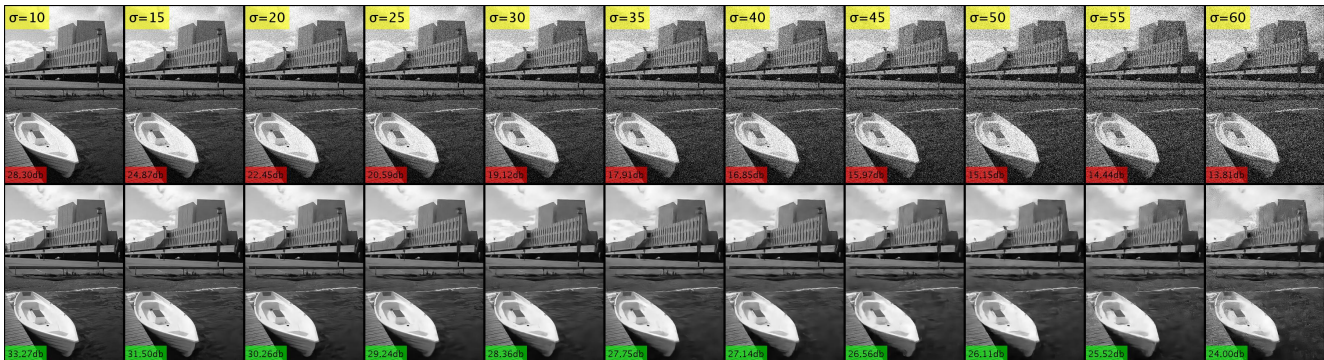 σ=10 σ=15 σ=20 σ=25 σ=30 σ=35 σ=40 σ=45 σ=50 σ=55 σ=60
28,30db 24,87db 22,45db 20,59db 19,12db 17,91db 16,85db 15,97db 15,15db 14,44db 13,81db
33,27db 31,50db 30,26db 29,24db 28,36db 27,75db 27,14db 26,56db 26,11db 25,52db 24,00db